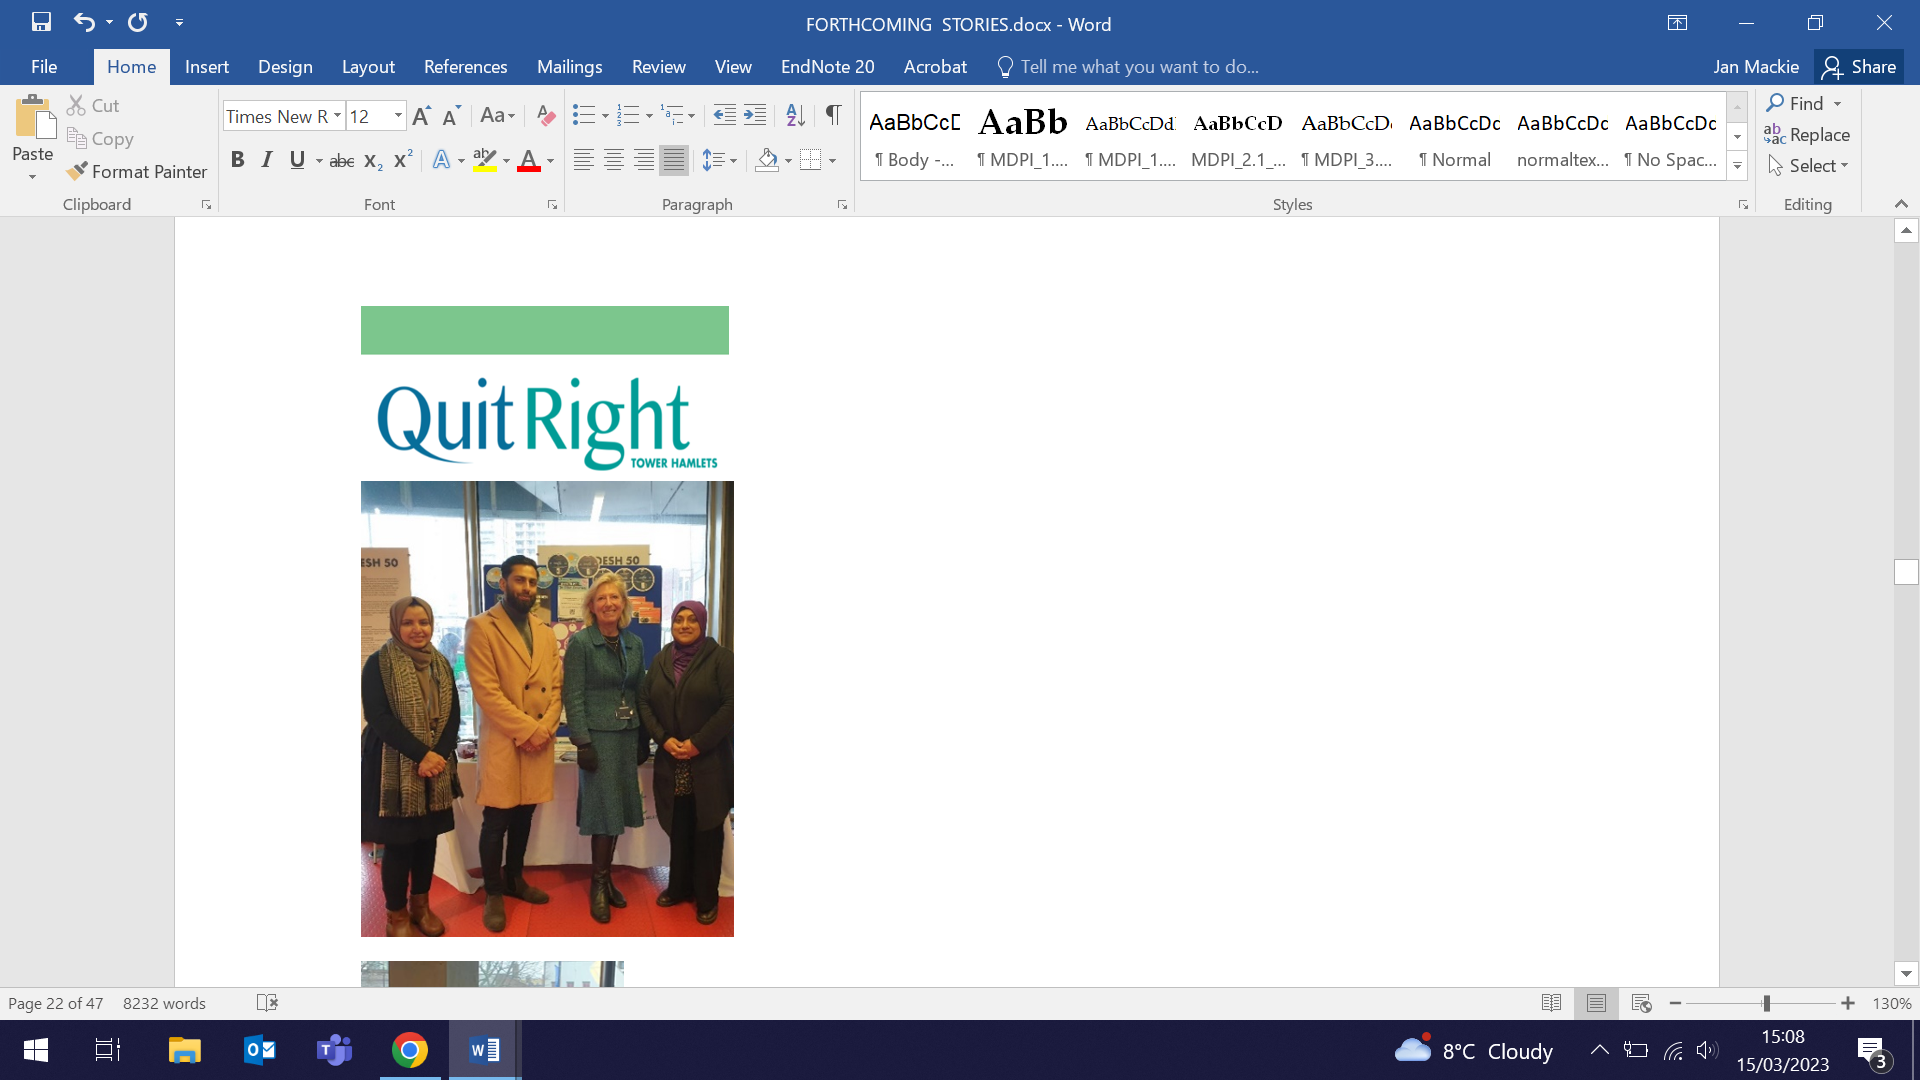 FORTHCOMING STORIES.docx - Word
File Home Insert Design Layout References Mailings Review View EndNote 20 Acrobat Tell me what you want to do... Jan Mackie Share
Paste
Cut
Copy
Format Painter
Clipboard
Times New R 12
Font
Paragraph
AaBbCcD AaBb AaBbCcDd AaBbCcD AaBbCcDc AaBbCcDc AaBbCcDc AaBbCcDc
¶ Body -... ¶ MDPI_1.... ¶ MDPI_1.... MDPI_2.1_... ¶ MDPI_3.... ¶ Normal normaltex... ¶ No Spac...
Styles
Find
Replace
Select
Editing
Quit Right
TOWER HAMLETS
ESH 50
DESH 50
Page 22 of 47 8232 words 130%
8°C Cloudy
15:08
15/03/2023
3